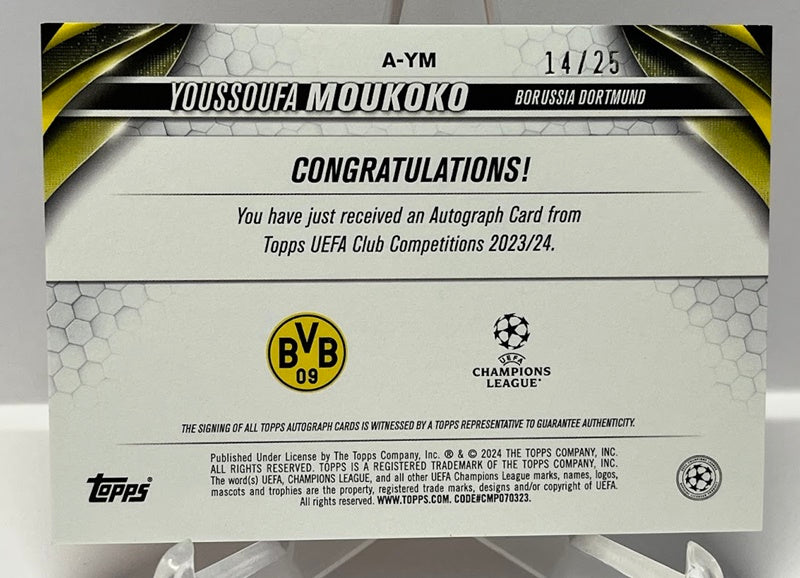 A-YM
14/25
YOUSSOUFA MOUKOKO
BORUSSIA DORTMUND
CONGRATULATIONS!
You have just received an Autograph Card from
Topps UEFA Club Competitions 2023/24.
BVB
09
UEFA
CHAMPIONS
LEAGUE
THE SIGNING OF ALL TOPPS AUTOGRAPH CARDS IS WITNESSED BY A TOPPS REPRESENTATIVE TO GUARANTEE AUTHENTICITY.
Published Under License by The Topps Company, Inc. ® & © 2024 THE TOPPS COMPANY, INC.
ALL RIGHTS RESERVED. TOPPS IS A REGISTERED TRADEMARK OF THE TOPPS COMPANY, INC.
The word(s) UEFA, CHAMPIONS LEAGUE, and all other UEFA Champions League marks, names, logos,
mascots and trophies are the property, registered trade marks, designs and/or copyright of UEFA.
All rights reserved. WWW.TOPPS.COM. CODE#CMP070323.
Topps®